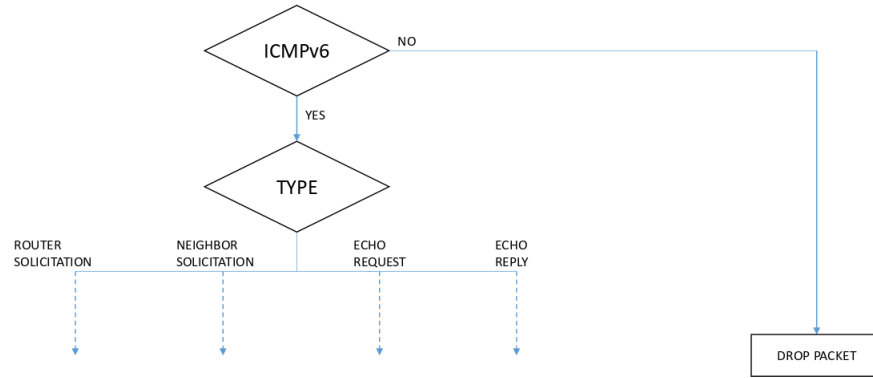 ICMPv6
NO
YES
TYPE
ROUTER
SOLICITATION
NEIGHBOR
SOLICITATION
ECHO
REQUEST
ECHO
REPLY
DROP PACKET